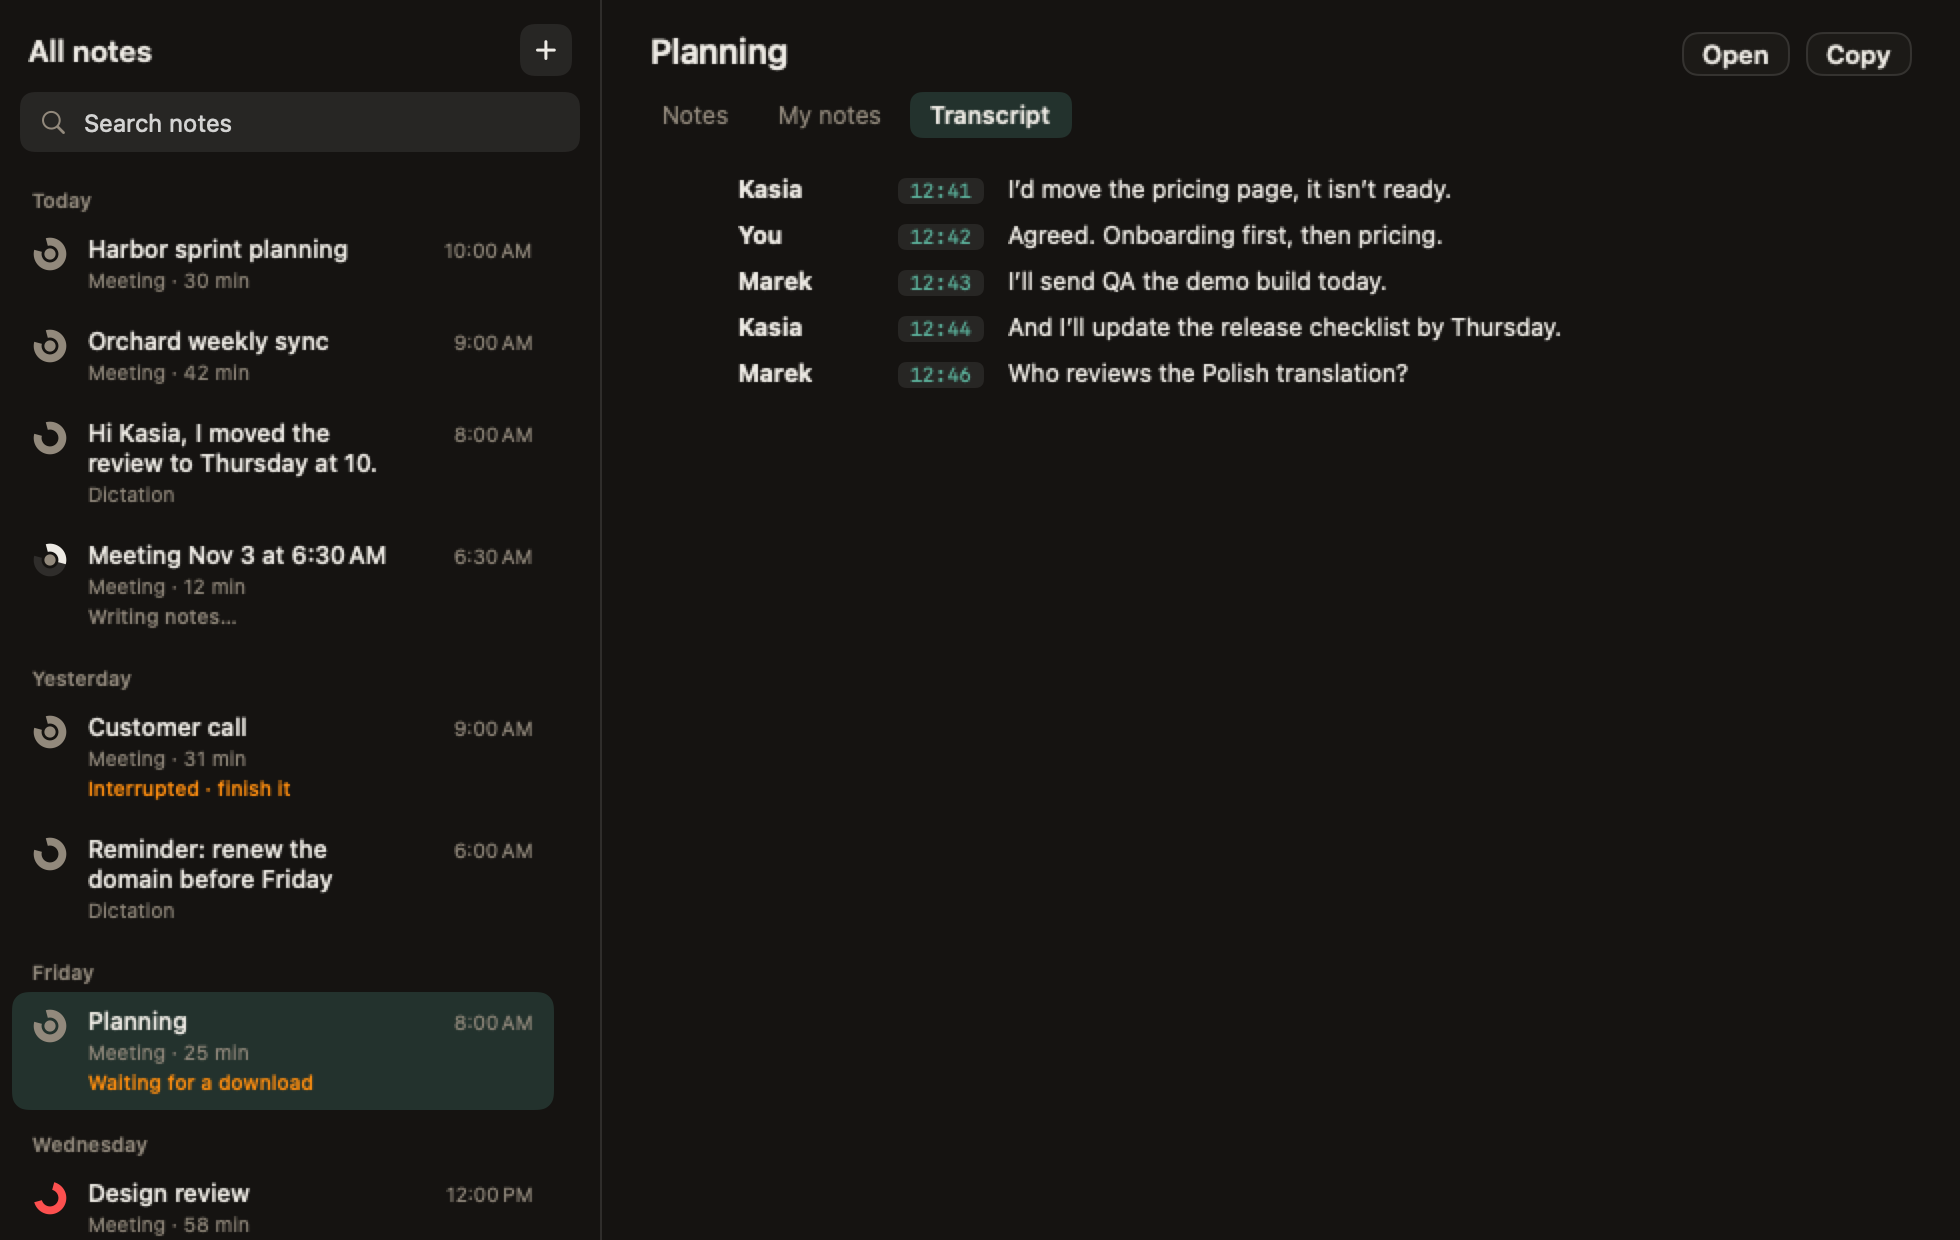 All notes
+
Search notes
Today
Harbor sprint planning 10:00 AM
Meeting · 30 min
Orchard weekly sync 9:00 AM
Meeting · 42 min
Hi Kasia, I moved the 8:00 AM
review to Thursday at 10.
Dictation
Meeting Nov 3 at 6:30 AM 6:30 AM
Meeting · 12 min
Writing notes...
Yesterday
Customer call 9:00 AM
Meeting · 31 min
Interrupted · finish it
Reminder: renew the 6:00 AM
domain before Friday
Dictation
Friday
Planning 8:00 AM
Meeting · 25 min
Waiting for a download
Wednesday
Design review 12:00 PM
Meeting · 58 min
Planning
Open Copy
Notes My notes Transcript
Kasia 12:41 I’d move the pricing page, it isn’t ready.
You 12:42 Agreed. Onboarding first, then pricing.
Marek 12:43 I’ll send QA the demo build today.
Kasia 12:44 And I’ll update the release checklist by Thursday.
Marek 12:46 Who reviews the Polish translation?